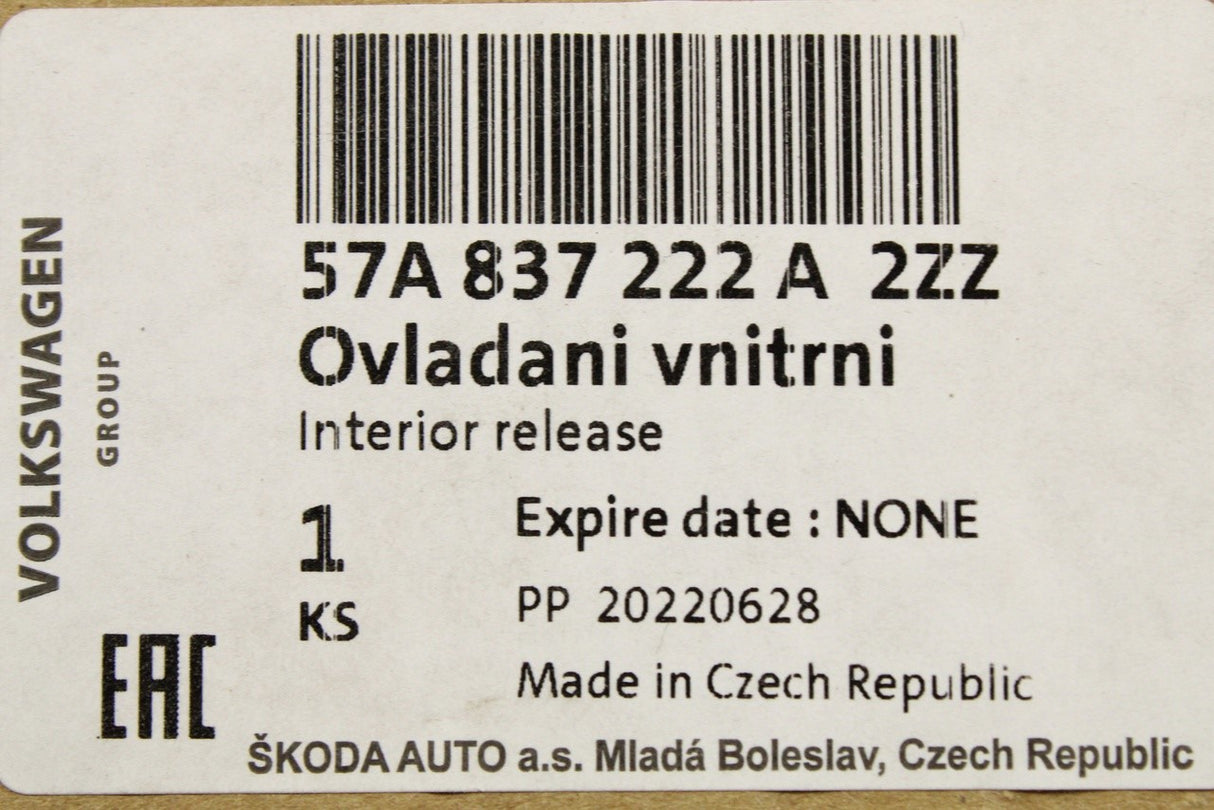 57A 837 222 A 2ZZ
Ovladani vnitrni
Interior release
1
KS
Expire date : NONE
PP 20220628
Made in Czech Republic
VOLKSWAGEN
GROUP
EAC
ŠKODA AUTO a.s. Mladá Boleslav, Czech Republic